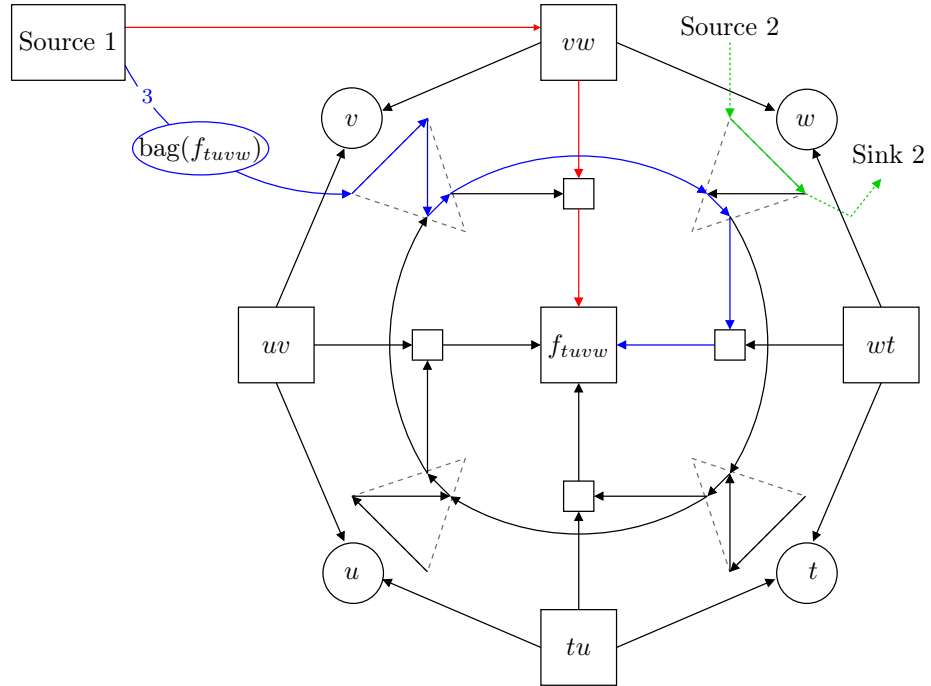 Source 1
vw
Source 2
3
v
w
bag(f_{tuvw})
Sink 2
uv
f_{tuvw}
wt
u
t
tu